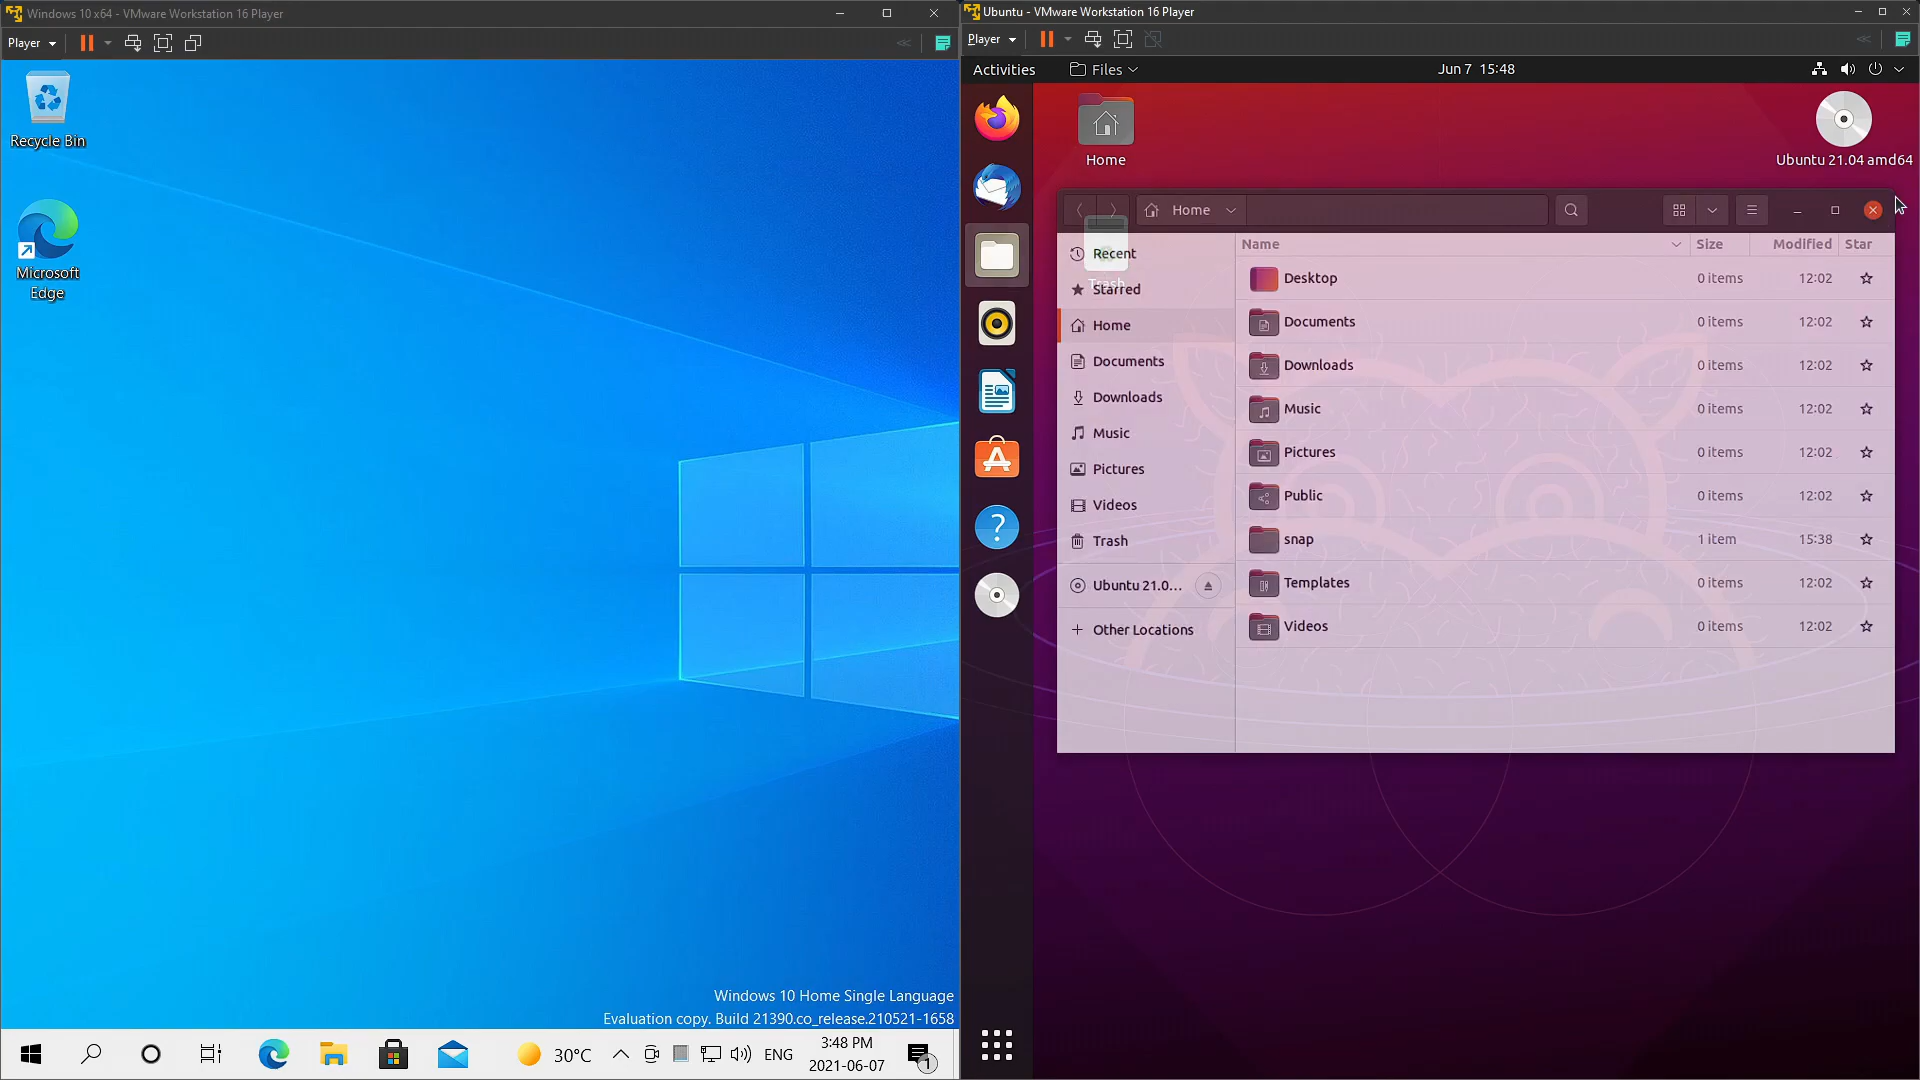 Windows 10 x64 - VMware Workstation 16 Player
Player
Recycle Bin
Microsoft
Edge
Windows 10 Home Single Language
Evaluation copy. Build 21390.co_release.210521-1658
30°C
ENG
3:48 PM
2021-06-07
1
Ubuntu - VMware Workstation 16 Player
Player
Activities
Files
Jun 7 15:48
Home
Ubuntu 21.04 amd64
Home
Recent
Trash
Starred
Home
Documents
Downloads
Music
Pictures
Videos
Trash
Ubuntu 21.0...
Other Locations
Name Size Modified Star
Desktop 0 items 12:02
Documents 0 items 12:02
Downloads 0 items 12:02
Music 0 items 12:02
Pictures 0 items 12:02
Public 0 items 12:02
snap 1 item 15:38
Templates 0 items 12:02
Videos 0 items 12:02